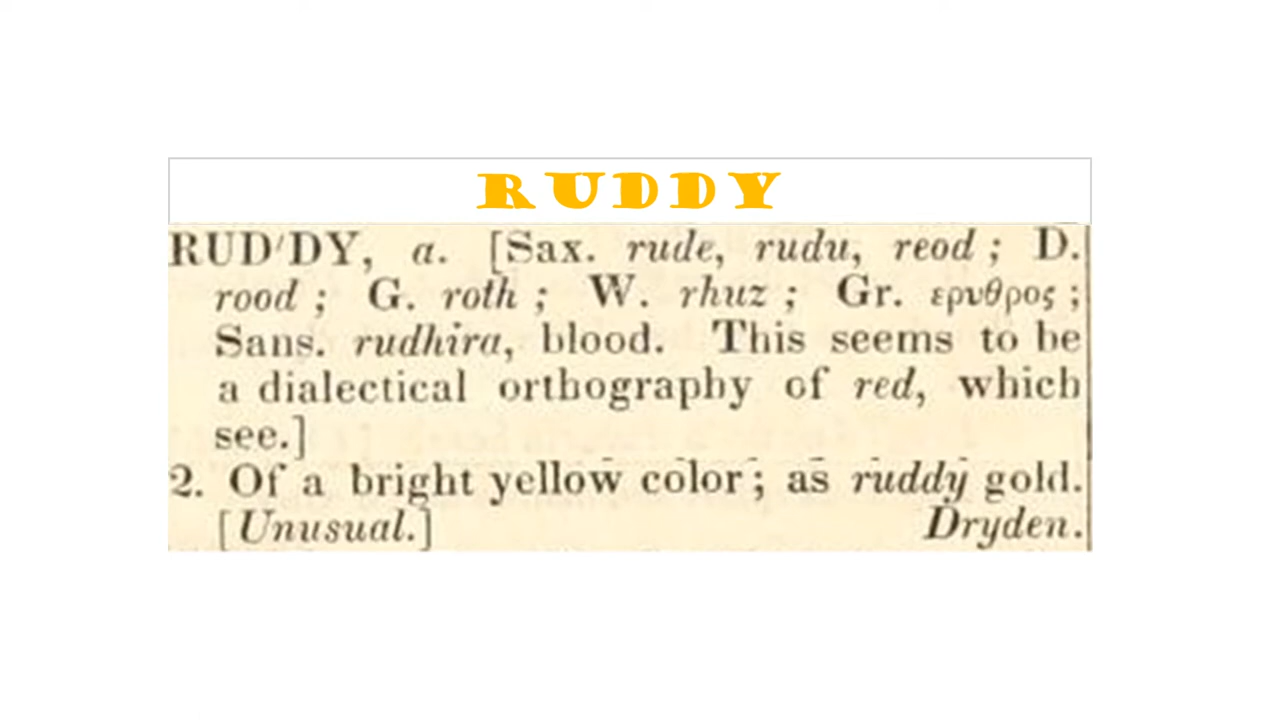 RUDDY
RUD'DY, a. [Sax. rude, rudu, reod; D.
rood; G. roth; W. rhuz; Gr. ερυθρος;
Sans. rudhira, blood. This seems to be
a dialectical orthography of red, which
see.]
2. Of a bright yellow color; as ruddy gold.
[Unusual.] Dryden.